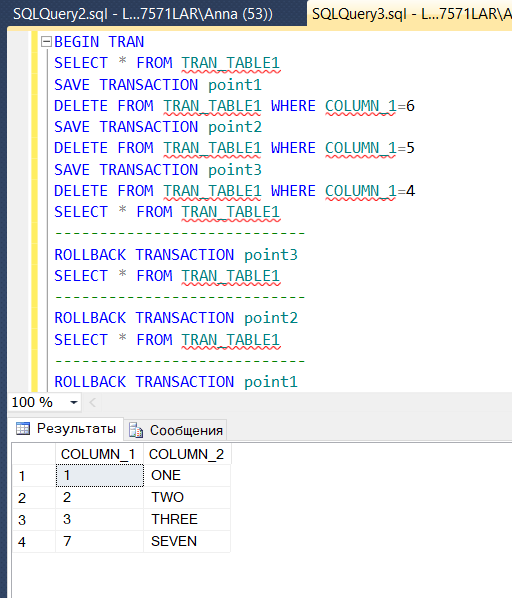 SQLQuery2.sql - L...7571LAR\Anna (53))
SQLQuery3.sql - L...7571LAR\A
BEGIN TRAN
SELECT * FROM TRAN_TABLE1
SAVE TRANSACTION point1
DELETE FROM TRAN_TABLE1 WHERE COLUMN_1=6
SAVE TRANSACTION point2
DELETE FROM TRAN_TABLE1 WHERE COLUMN_1=5
SAVE TRANSACTION point3
DELETE FROM TRAN_TABLE1 WHERE COLUMN_1=4
SELECT * FROM TRAN_TABLE1
---------------------------
ROLLBACK TRANSACTION point3
SELECT * FROM TRAN_TABLE1
---------------------------
ROLLBACK TRANSACTION point2
SELECT * FROM TRAN_TABLE1
---------------------------
ROLLBACK TRANSACTION point1
100 %
Результаты Сообщения
COLUMN_1 COLUMN_2
1 1 ONE
2 2 TWO
3 3 THREE
4 7 SEVEN